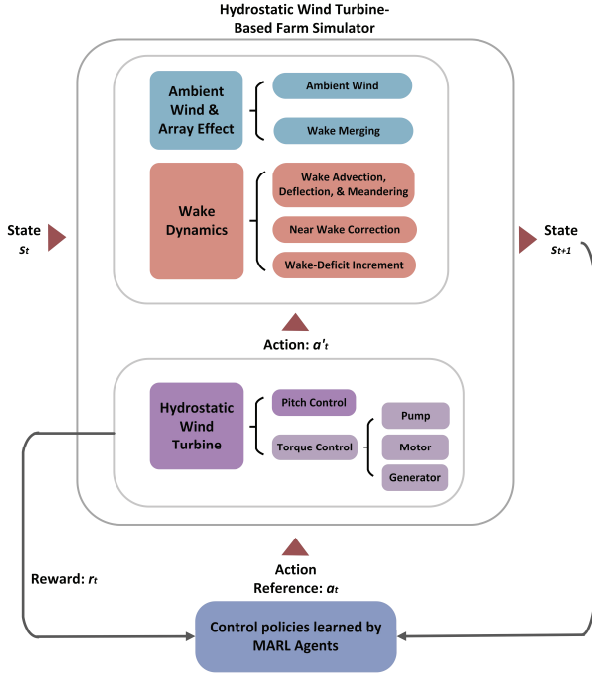 Hydrostatic Wind Turbine-
Based Farm Simulator
Ambient
Wind &
Array Effect
Ambient Wind
Wake Merging
Wake
Dynamics
Wake Advection,
Deflection, & Meandering
Near Wake Correction
Wake-Deficit Increment
State
st
State
st+1
Action: a't
Hydrostatic
Wind
Turbine
Pitch Control
Torque Control
Pump
Motor
Generator
Reward: rt
Action
Reference: at
Control policies learned by
MARL Agents